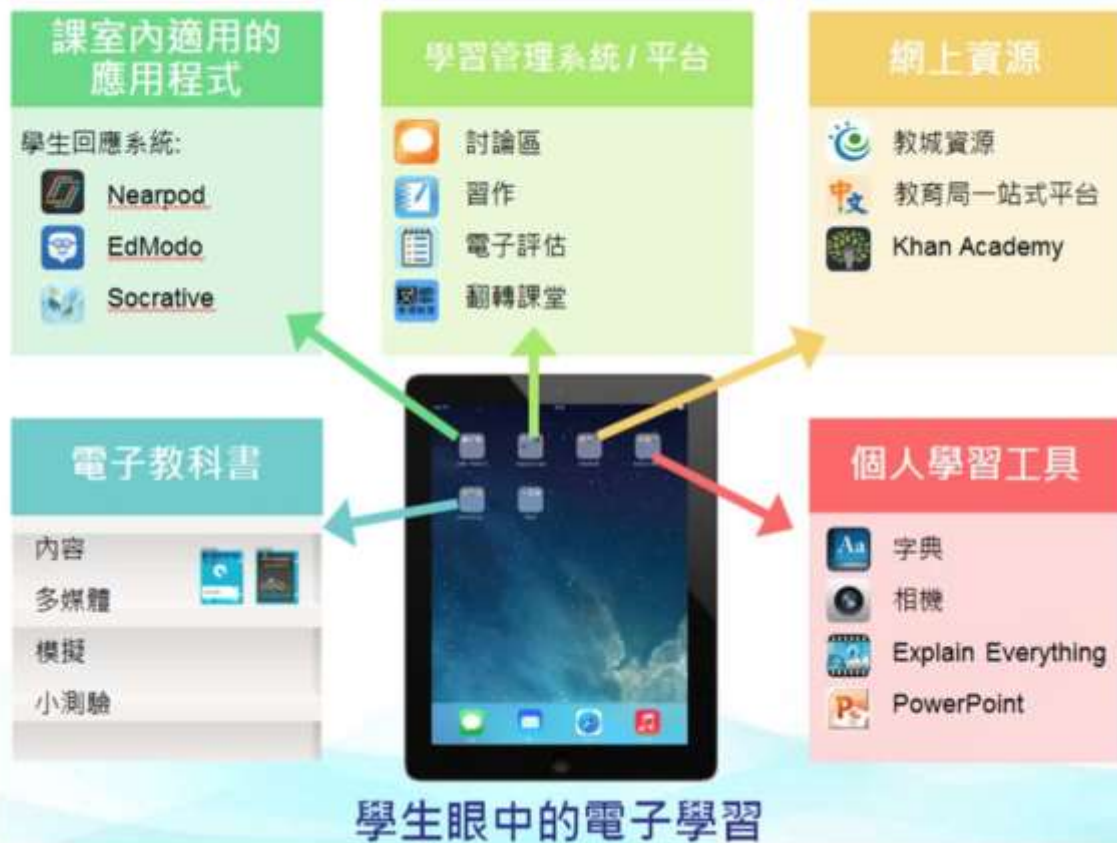 課室內適用的
應用程式
學生回應系統:
Nearpod
EdModo
Socrative
學習管理系統 / 平台
討論區
習作
電子評估
翻轉課堂
網上資源
教城資源
中文
教育局一站式平台
Khan Academy
電子教科書
內容
多媒體
模擬
小測驗
個人學習工具
Aa
字典
相機
Explain Everything
P
PowerPoint
學生眼中的電子學習